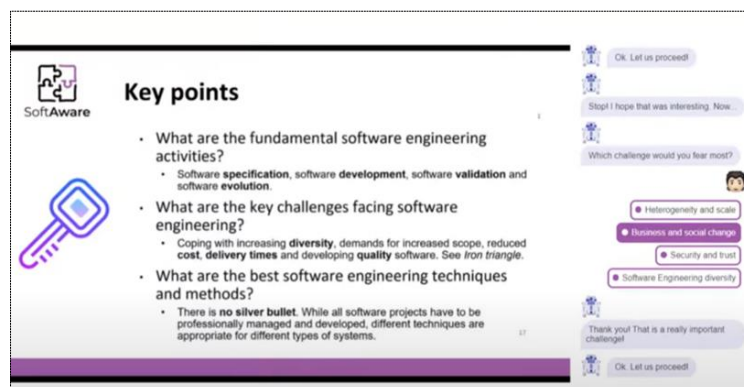 SoftAware
Key points
1
• What are the fundamental software engineering
activities?
• Software specification, software development, software validation and
software evolution.
• What are the key challenges facing software
engineering?
• Coping with increasing diversity, demands for increased scope, reduced
cost, delivery times and developing quality software. See Iron triangle.
• What are the best software engineering techniques
and methods?
• There is no silver bullet. While all software projects have to be
professionally managed and developed, different techniques are
appropriate for different types of systems.
17
Ok. Let us proceed!
Stop! I hope that was interesting. Now...
Which challenge would you fear most?
Heterogeneity and scale
Business and social change
Security and trust
Software Engineering diversity
Thank you! That is a really important
challenge!
Ok. Let us proceed!